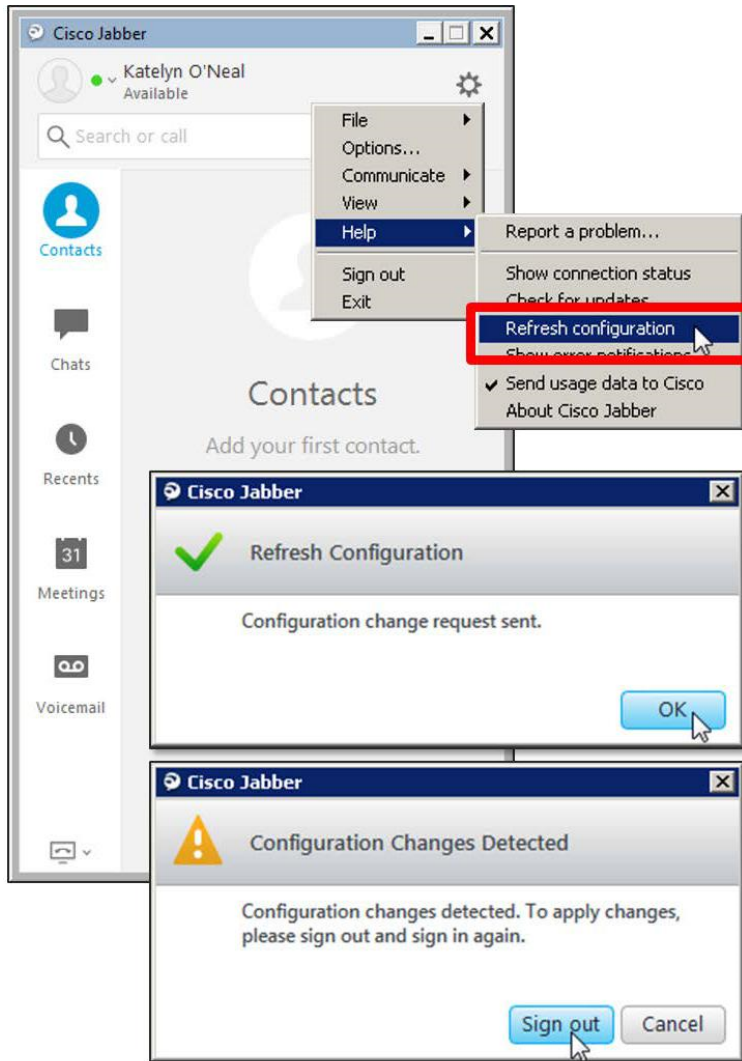 Cisco Jabber
Katelyn O'Neal
Available
Search or call
File
Options...
Communicate
View
Help
Sign out
Exit
Report a problem...
Show connection status
Check for updates
Refresh configuration
Show error notifications
Send usage data to Cisco
About Cisco Jabber
Contacts
Chats
Recents
31
Meetings
Voicemail
Contacts
Add your first contact.
Cisco Jabber
Refresh Configuration
Configuration change request sent.
OK
Cisco Jabber
Configuration Changes Detected
Configuration changes detected. To apply changes,
please sign out and sign in again.
Sign out
Cancel